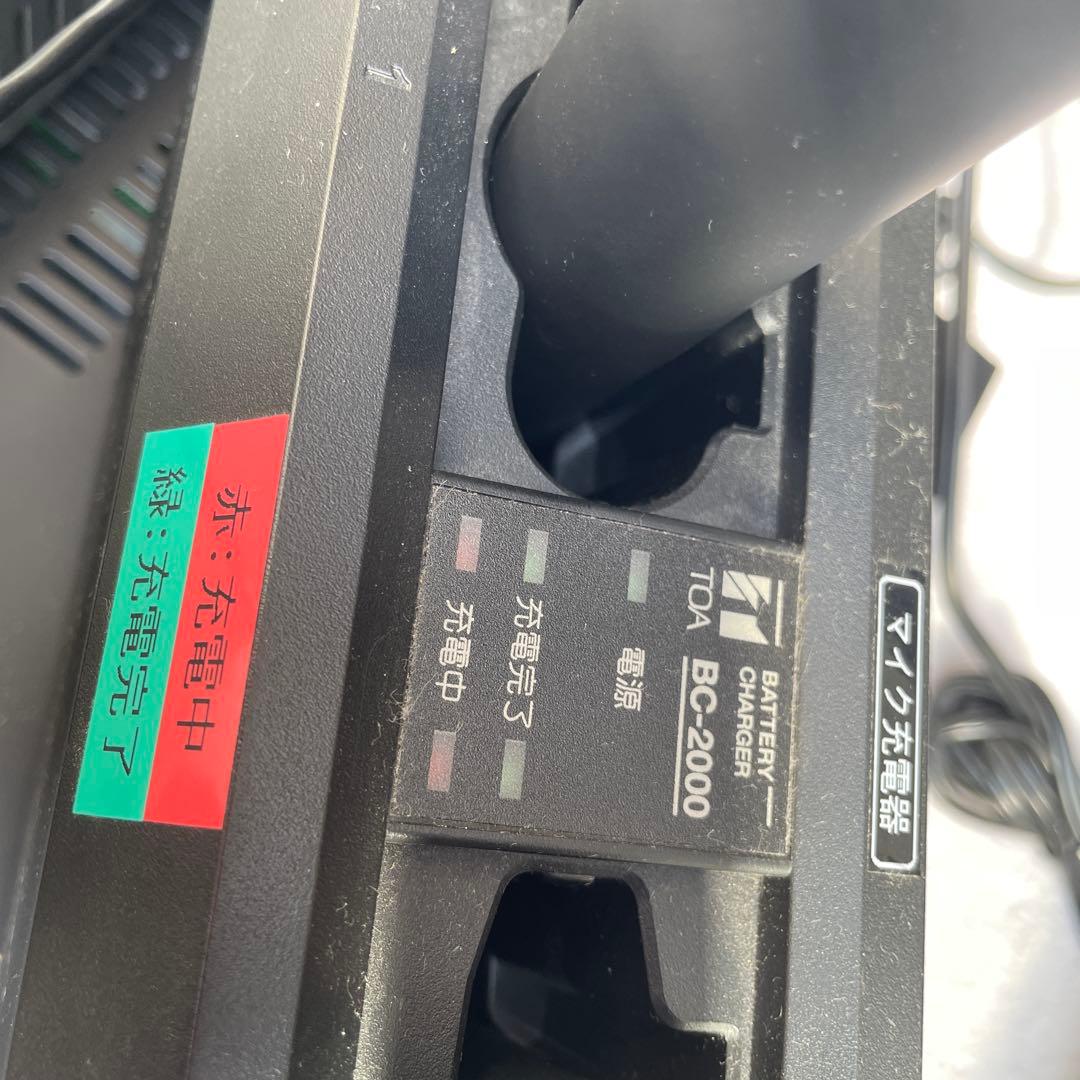 マイク充電器
BATTERY
CHARGER
TOA
BC-2000
電源
充電完了
充電中
赤:充電中
緑:充電完了
1